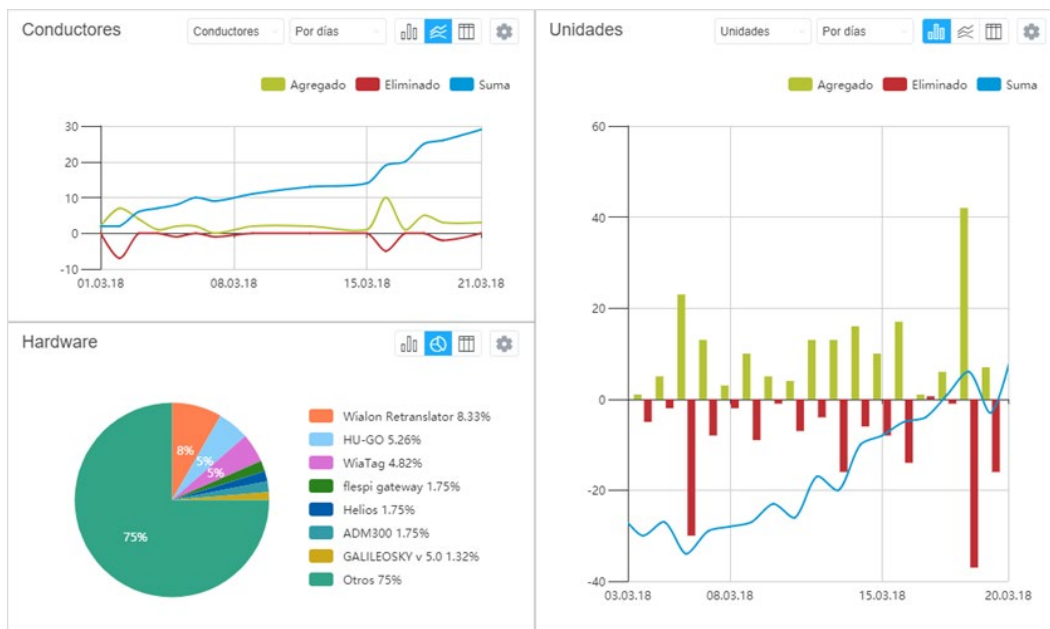 Conductores
Conductores
Por días
Agregado
Eliminado
Suma
30
20
10
0
-10
01.03.18
08.03.18
15.03.18
21.03.18
Hardware
8%
5%
5%
75%
Wialon Retranslator 8.33%
HU-GO 5.26%
WiaTag 4.82%
flespi gateway 1.75%
Helios 1.75%
ADM300 1.75%
GALILEOSKY v 5.0 1.32%
Otros 75%
Unidades
Unidades
Por días
Agregado
Eliminado
Suma
60
40
20
0
-20
-40
03.03.18
08.03.18
15.03.18
20.03.18